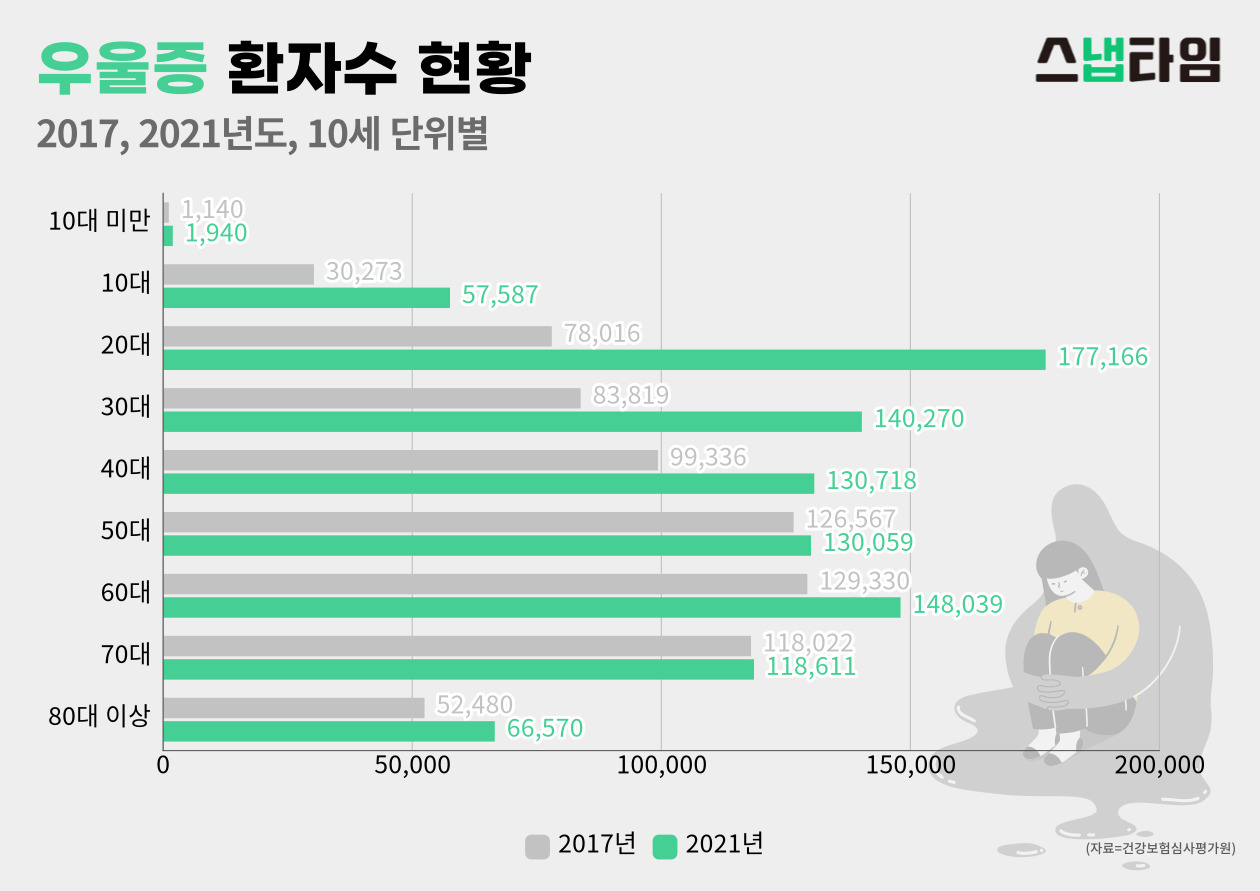 우울증 환자수 현황
스냅타임
2017, 2021년도, 10세 단위별
10대 미만
1,140
1,940
10대
30,273
57,587
20대
78,016
177,166
30대
83,819
140,270
40대
99,336
130,718
50대
126,567
130,059
60대
129,330
148,039
70대
118,022
118,611
80대 이상
52,480
66,570
0 50,000 100,000 150,000 200,000
2017년 2021년
(자료=건강보험심사평가원)